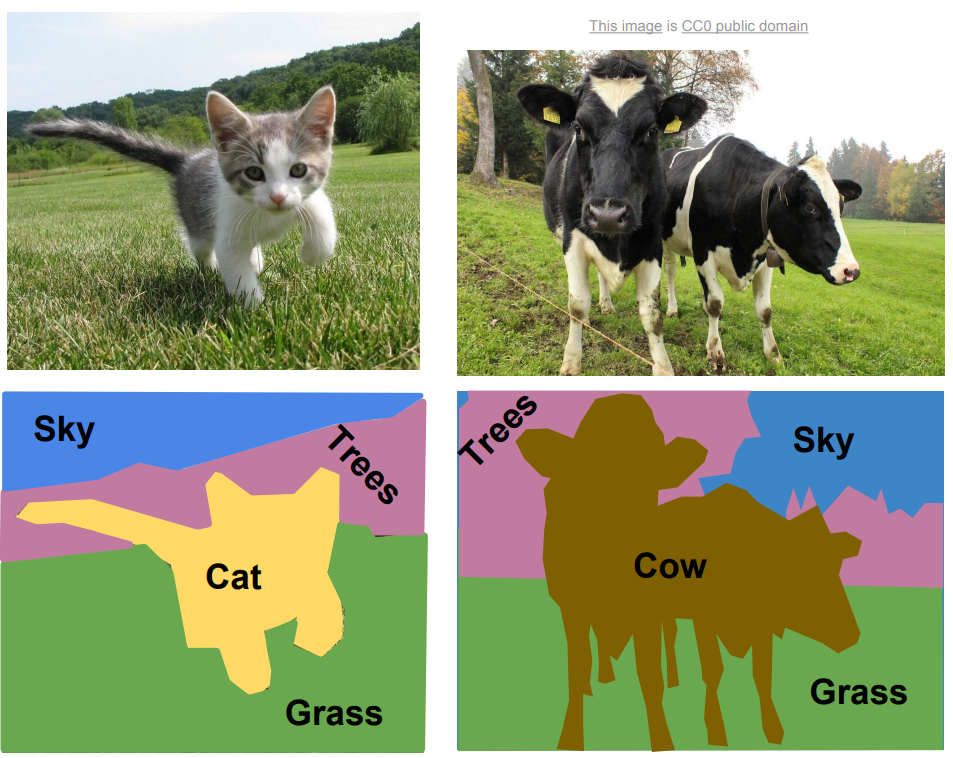 This image is CC0 public domain
Sky
Trees
Cat
Grass
Trees
Sky
Cow
Grass